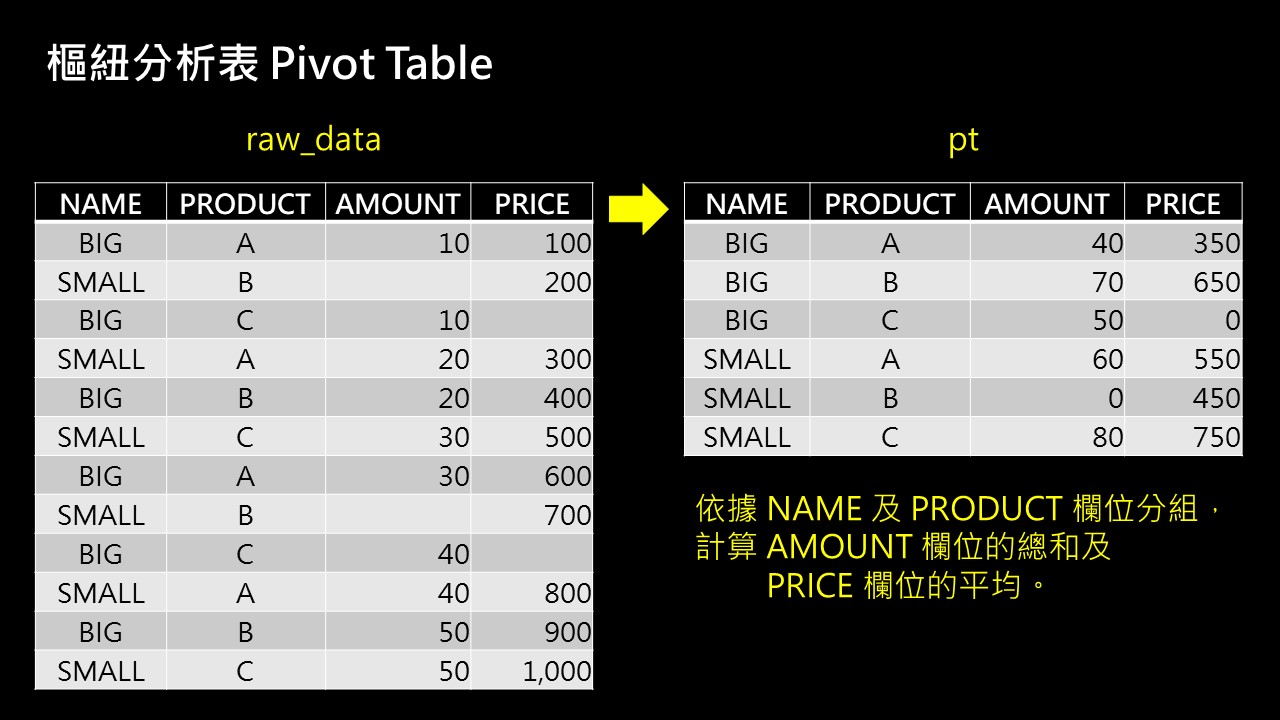 樞紐分析表 Pivot Table
raw_data
NAME PRODUCT AMOUNT PRICE
BIG A 10 100
SMALL B 200
BIG C 10
SMALL A 20 300
BIG B 20 400
SMALL C 30 500
BIG A 30 600
SMALL B 700
BIG C 40
SMALL A 40 800
BIG B 50 900
SMALL C 50 1,000
pt
NAME PRODUCT AMOUNT PRICE
BIG A 40 350
BIG B 70 650
BIG C 50 0
SMALL A 60 550
SMALL B 0 450
SMALL C 80 750
依據 NAME 及 PRODUCT 欄位分組，
計算 AMOUNT 欄位的總和及
PRICE 欄位的平均。